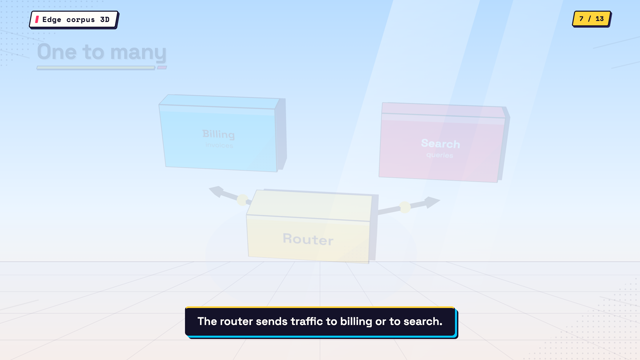 Edge corpus 3D
7 / 13
One to many
Billing
Search
Router
The router sends traffic to billing or to search.